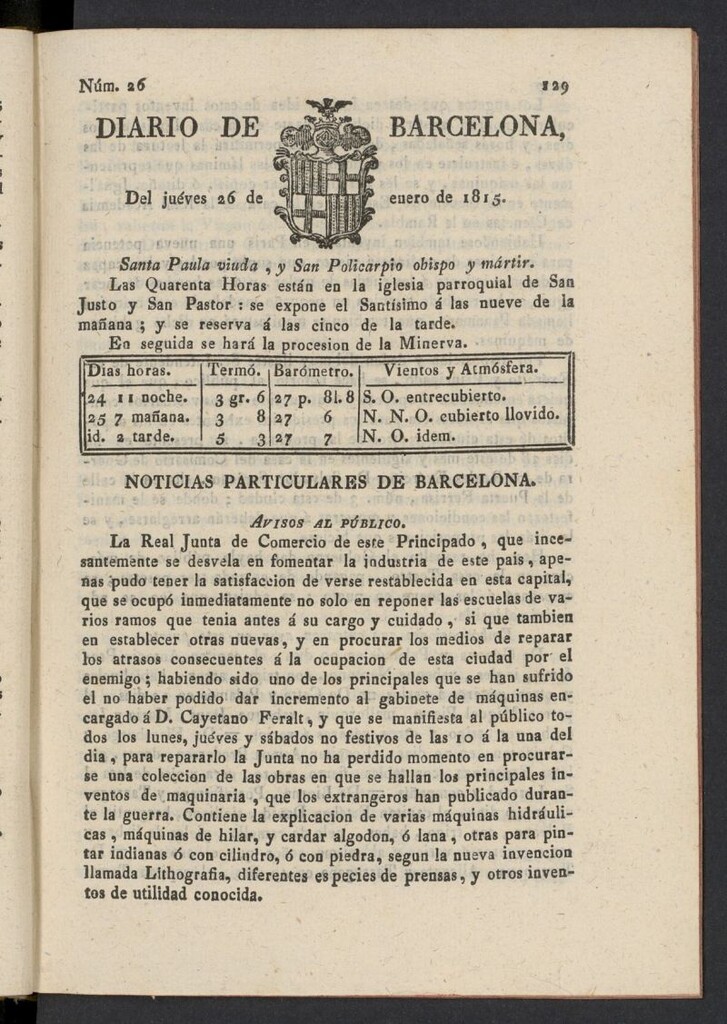 Núm. 26 129
DIARIO DE BARCELONA,
Del juéves 26 de enero de 1815.
Santa Paula viuda , y San Policarpio obispo y mártir.
Las Quarenta Horas están en la iglesia parroquial de San
Justo y San Pastor : se expone el Santísimo á las nueve de la
mañana ; y se reserva á las cinco de la tarde.
En seguida se hará la procesion de la Minerva.
Dias horas. Termó. Barómetro. Vientos y Atmósfera.
24 11 noche. 3 gr. 6 27 p. 8l. 8 S. O. entrecubierto.
25 7 mañana. 3 8 27 6 N. N. O. cubierto llovido.
id. 2 tarde. 5 3 27 7 N. O. idem.
NOTICIAS PARTICULARES DE BARCELONA.
AVISOS AL PÚBLICO.
La Real Junta de Comercio de este Principado , que ince-
santemente se desvela en fomentar la industria de este pais , ape-
nas pudo tener la satisfaccion de verse restablecida en esta capital,
que se ocupó inmediatamente no solo en reponer las escuelas de va-
rios ramos que tenia antes á su cargo y cuidado , si que tambien
en establecer otras nuevas, y en procurar los medios de reparar
los atrasos consecuentes á la ocupacion de esta ciudad por el
enemigo ; habiendo sido uno de los principales que se han sufrido
el no haber podido dar incremento al gabinete de máquinas en-
cargado á D. Cayetano Feralt, y que se manifiesta al público to-
dos los lunes, juéves y sábados no festivos de las 10 á la una del
dia , para repararlo la Junta no ha perdido momento en procurar-
se una coleccion de las obras en que se hallan los principales in-
ventos de maquinaria , que los extrangeros han publicado duran-
te la guerra. Contiene la explicacion de varias máquinas hidráuli-
cas , máquinas de hilar, y cardar algodon, ó lana , otras para pin-
tar indianas ó con cilindro, ó con piedra, segun la nueva invencion
llamada Lithografia, diferentes especies de prensas, y otros inven-
tos de utilidad conocida.